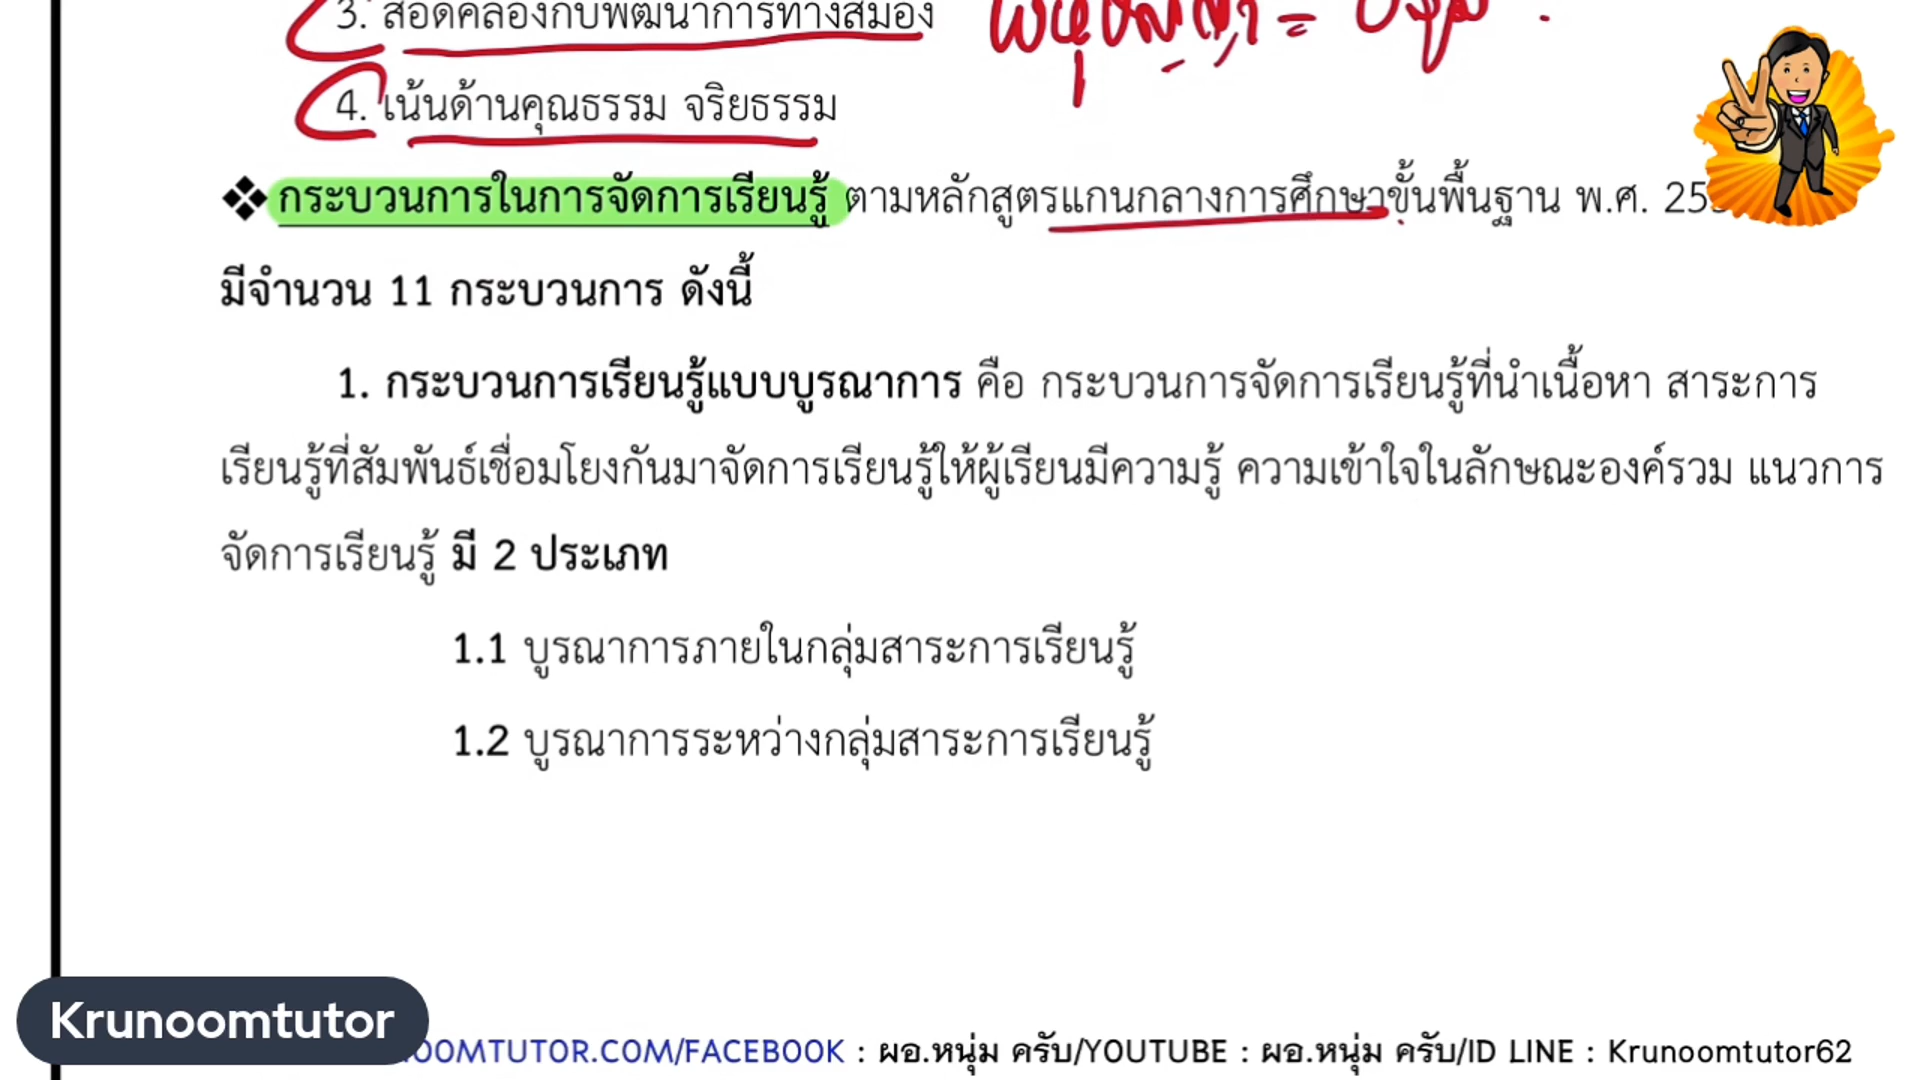 3. สอดคล้องกับพัฒนาการทางสมอง
4. เน้นด้านคุณธรรม จริยธรรม
❖ กระบวนการในการจัดการเรียนรู้ ตามหลักสูตรแกนกลางการศึกษาขั้นพื้นฐาน พ.ศ.
มีจำนวน 11 กระบวนการ ดังนี้
1. กระบวนการเรียนรู้แบบบูรณาการ คือ กระบวนการจัดการเรียนรู้ที่นำเนื้อหา สาระการ
เรียนรู้ที่สัมพันธ์เชื่อมโยงกันมาจัดการเรียนรู้ให้ผู้เรียนมีความรู้ ความเข้าใจในลักษณะองค์รวม แนวการ
จัดการเรียนรู้ มี 2 ประเภท
1.1 บูรณาการภายในกลุ่มสาระการเรียนรู้
1.2 บูรณาการระหว่างกลุ่มสาระการเรียนรู้
Krunoomtutor
OOMTUTOR.COM/FACEBOOK : ผอ.หนุ่ม ครับ/YOUTUBE : ผอ.หนุ่ม ครับ/ID LINE : Krunoomtutor62